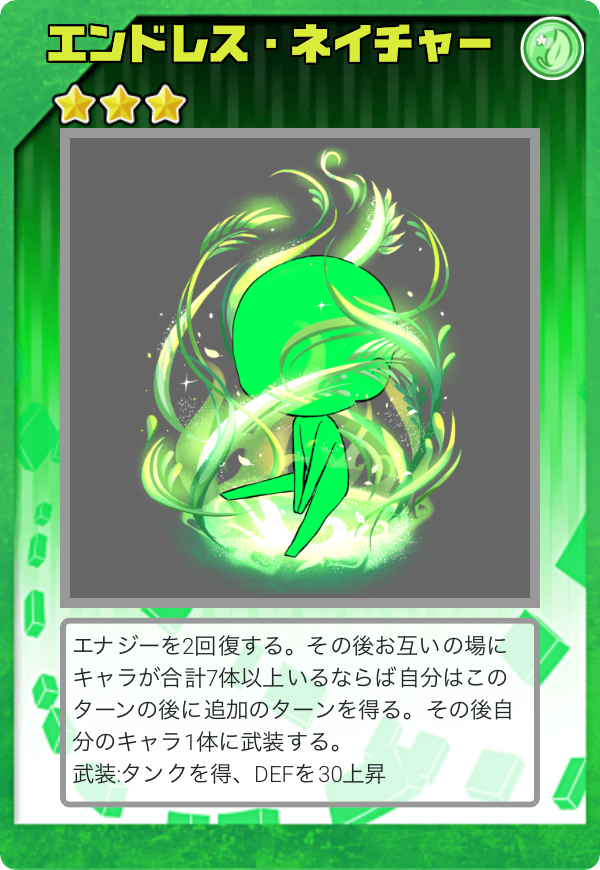 エンドレス・ネイチャー
エナジーを2回復する。その後お互いの場に
キャラが合計7体以上いるならば自分はこの
ターンの後に追加のターンを得る。その後自
分のキャラ1体に武装する。
武装:タンクを得、DEFを30上昇